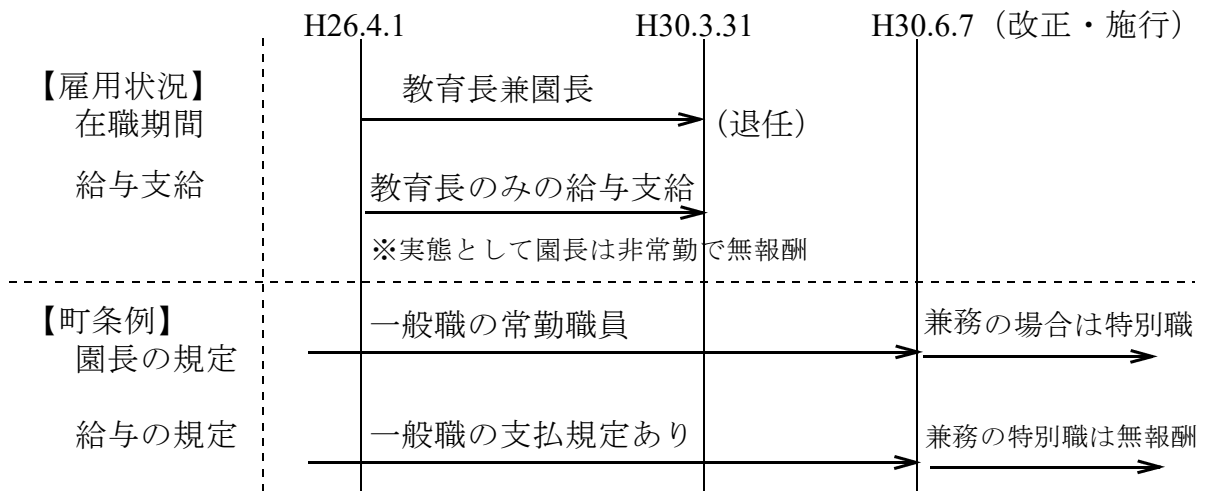 H26.4.1 H30.3.31 H30.6.7（改正・施行）
【雇用状況】 教育長兼園長
在職期間 （退任）
給与支給 教育長のみの給与支給
※実態として園長は非常勤で無報酬
【町条例】 一般職の常勤職員 兼務の場合は特別職
園長の規定
給与の規定 一般職の支払規定あり 兼務の特別職は無報酬